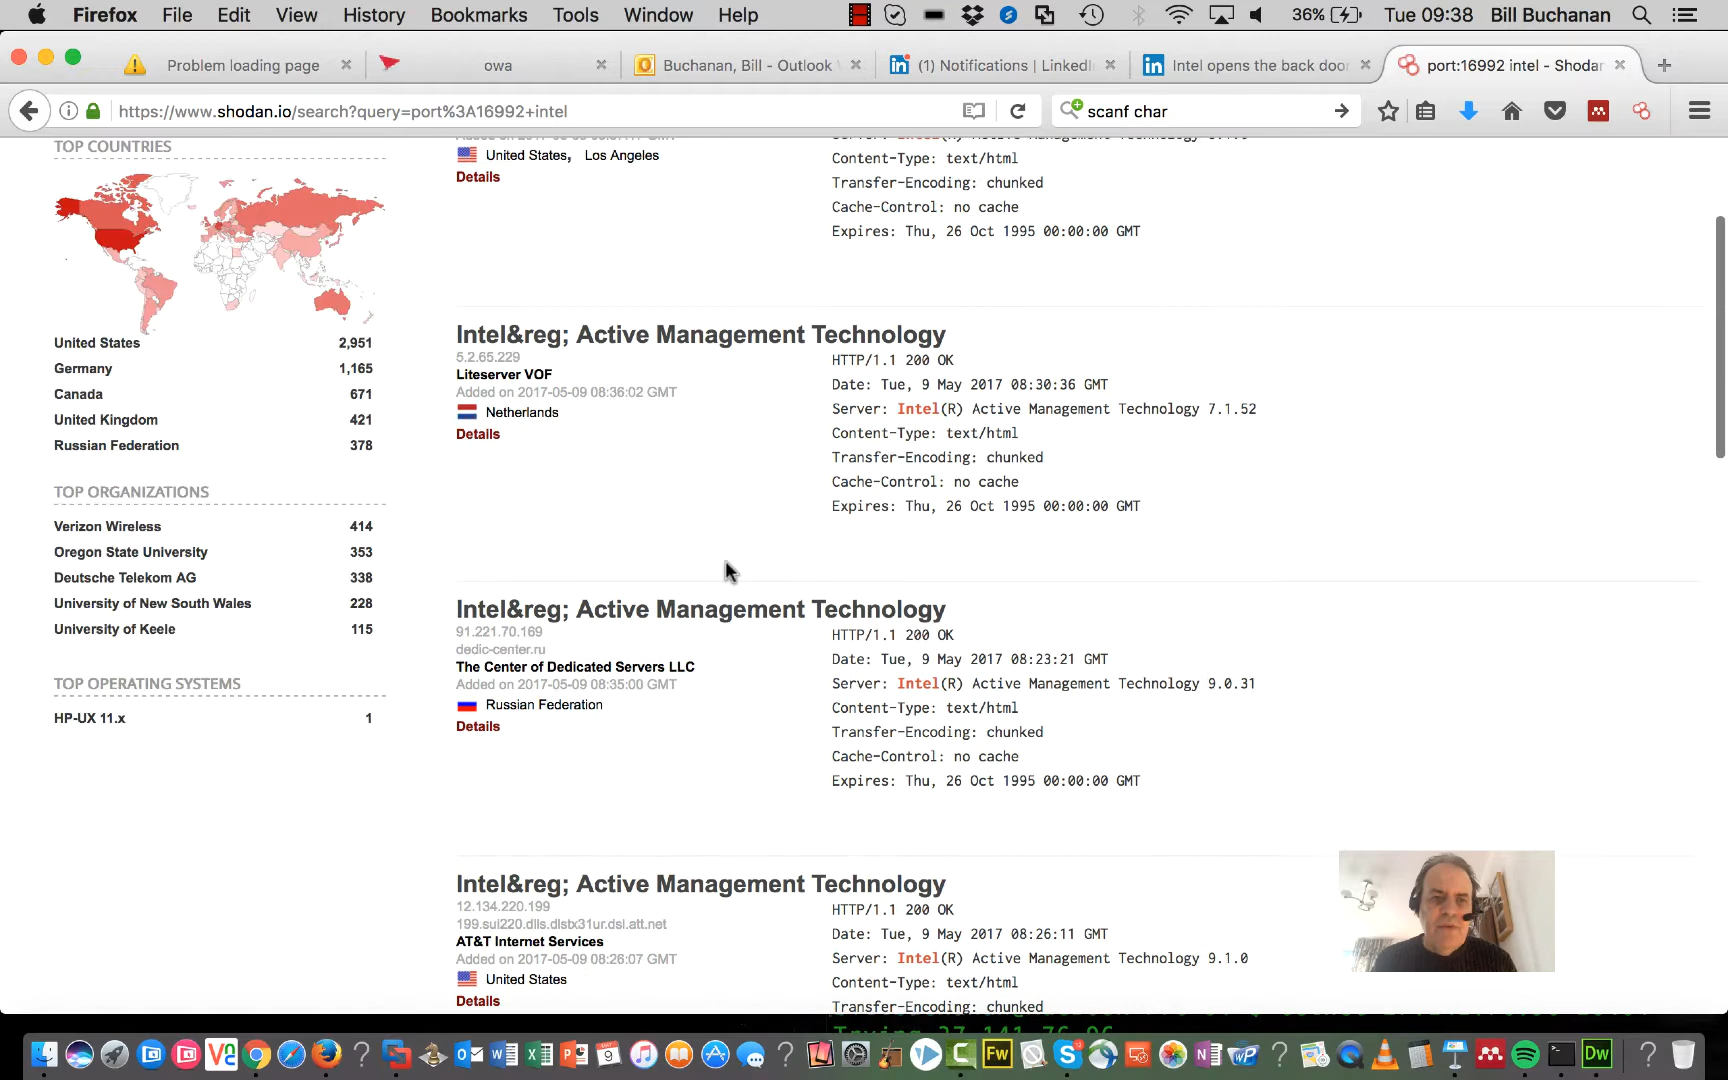 Firefox File Edit View History Bookmarks Tools Window Help 36% Tue 09:38 Bill Buchanan
Problem loading page
owa
Buchanan, Bill - Outlook
(1) Notifications | LinkedIn
Intel opens the back door
port:16992 intel - Shodan
https://www.shodan.io/search?query=port%3A16992+intel
scanf char
TOP COUNTRIES
United States 2,951
Germany 1,165
Canada 671
United Kingdom 421
Russian Federation 378
TOP ORGANIZATIONS
Verizon Wireless 414
Oregon State University 353
Deutsche Telekom AG 338
University of New South Wales 228
University of Keele 115
TOP OPERATING SYSTEMS
HP-UX 11.x 1
United States, Los Angeles
Details
Content-Type: text/html
Transfer-Encoding: chunked
Cache-Control: no cache
Expires: Thu, 26 Oct 1995 00:00:00 GMT
Intel&reg; Active Management Technology
5.2.65.229
Liteserver VOF
Added on 2017-05-09 08:36:02 GMT
Netherlands
Details
HTTP/1.1 200 OK
Date: Tue, 9 May 2017 08:30:36 GMT
Server: Intel(R) Active Management Technology 7.1.52
Content-Type: text/html
Transfer-Encoding: chunked
Cache-Control: no cache
Expires: Thu, 26 Oct 1995 00:00:00 GMT
Intel&reg; Active Management Technology
91.221.70.169
dedic-center.ru
The Center of Dedicated Servers LLC
Added on 2017-05-09 08:35:00 GMT
Russian Federation
Details
HTTP/1.1 200 OK
Date: Tue, 9 May 2017 08:23:21 GMT
Server: Intel(R) Active Management Technology 9.0.31
Content-Type: text/html
Transfer-Encoding: chunked
Cache-Control: no cache
Expires: Thu, 26 Oct 1995 00:00:00 GMT
Intel&reg; Active Management Technology
12.134.220.199
AT&T Internet Services
Added on 2017-05-09 08:26:07 GMT
United States
Details
HTTP/1.1 200 OK
Date: Tue, 9 May 2017 08:26:11 GMT
Server: Intel(R) Active Management Technology 9.1.0
Content-Type: text/html
Transfer-Encoding: chunked
Fw
Dw